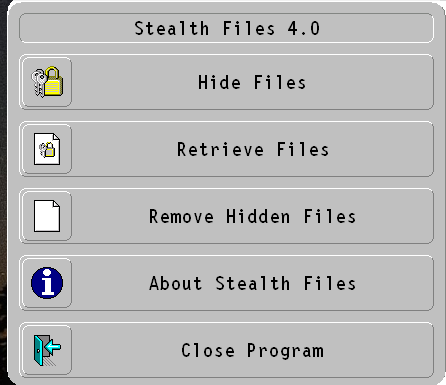 Stealth Files 4.0
Hide Files
Retrieve Files
Remove Hidden Files
About Stealth Files
Close Program